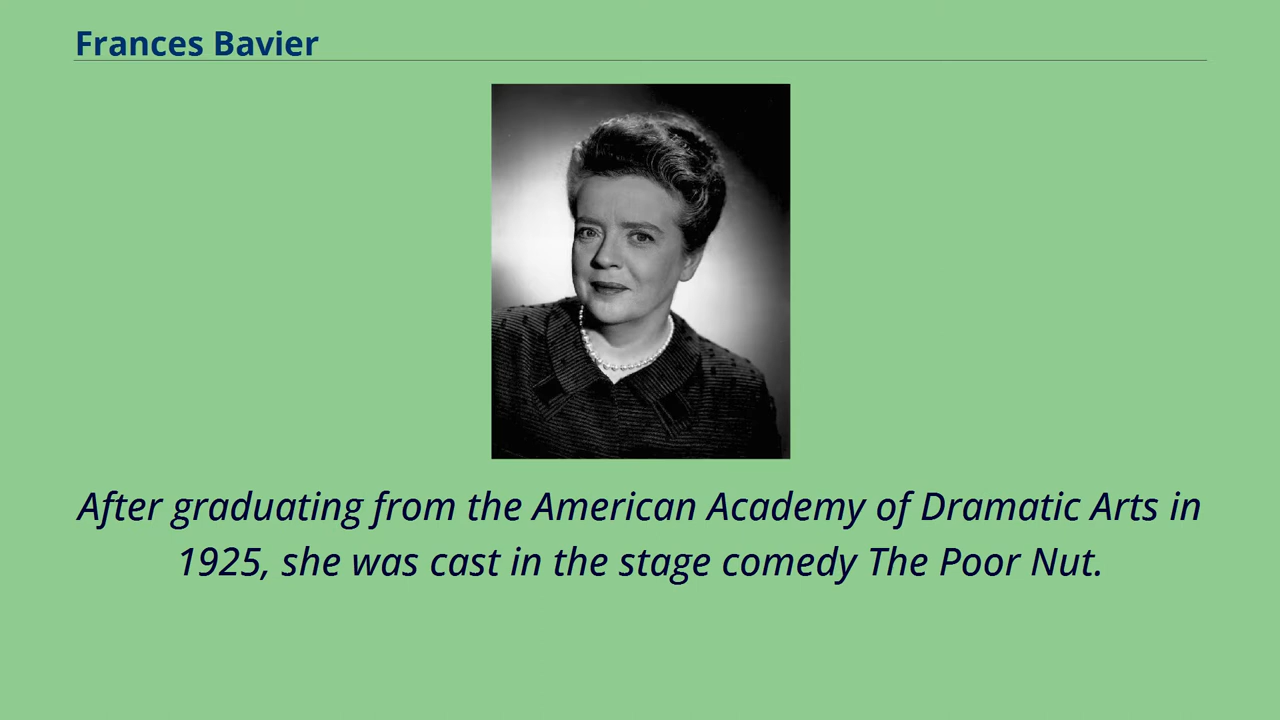 Frances Bavier
After graduating from the American Academy of Dramatic Arts in
1925, she was cast in the stage comedy The Poor Nut.